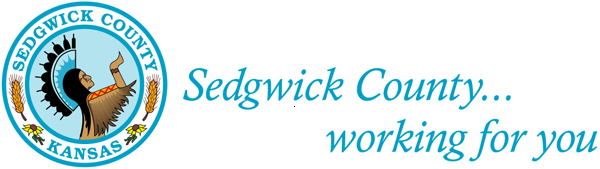 SEDGWICK COUNTY
KANSAS
Sedgwick County...
working for you